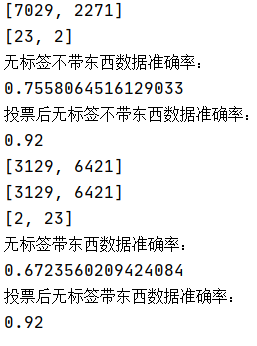 [7029, 2271]
[23, 2]
无标签不带东西数据准确率：
0.7558064516129033
投票后无标签不带东西数据准确率：
0.92
[3129, 6421]
[3129, 6421]
[2, 23]
无标签带东西数据准确率：
0.6723560209424084
投票后无标签带东西数据准确率：
0.92